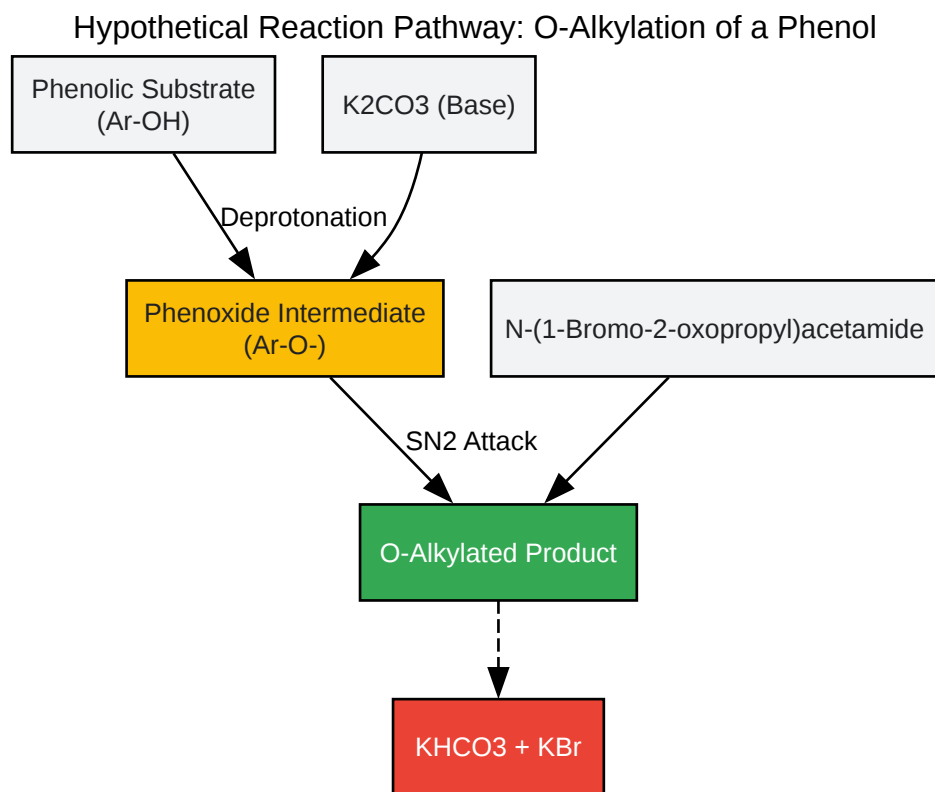 Hypothetical Reaction Pathway: O-Alkylation of a Phenol
Phenolic Substrate
(Ar-OH)
K2CO3 (Base)
Deprotonation
Phenoxide Intermediate
(Ar-O-)
N-(1-Bromo-2-oxopropyl)acetamide
SN2 Attack
O-Alkylated Product
KHCO3 + KBr